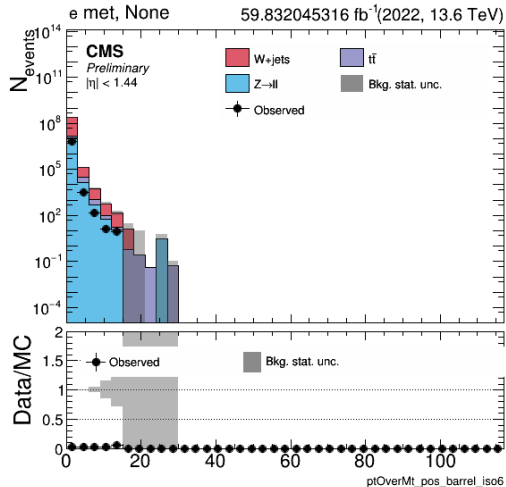 e met, None
59.832045316 fb⁻¹(2022, 13.6 TeV)
CMS
Preliminary
|η| < 1.44
W+jets
tt̄
Z→ll
Bkg. stat. unc.
Observed
N_events
10¹⁴
10¹¹
10⁸
10⁵
10²
10⁻¹
10⁻⁴
Data/MC
2
1.5
1
0.5
0
Observed
Bkg. stat. unc.
0 20 40 60 80 100
ptOverMt_pos_barrel_iso6